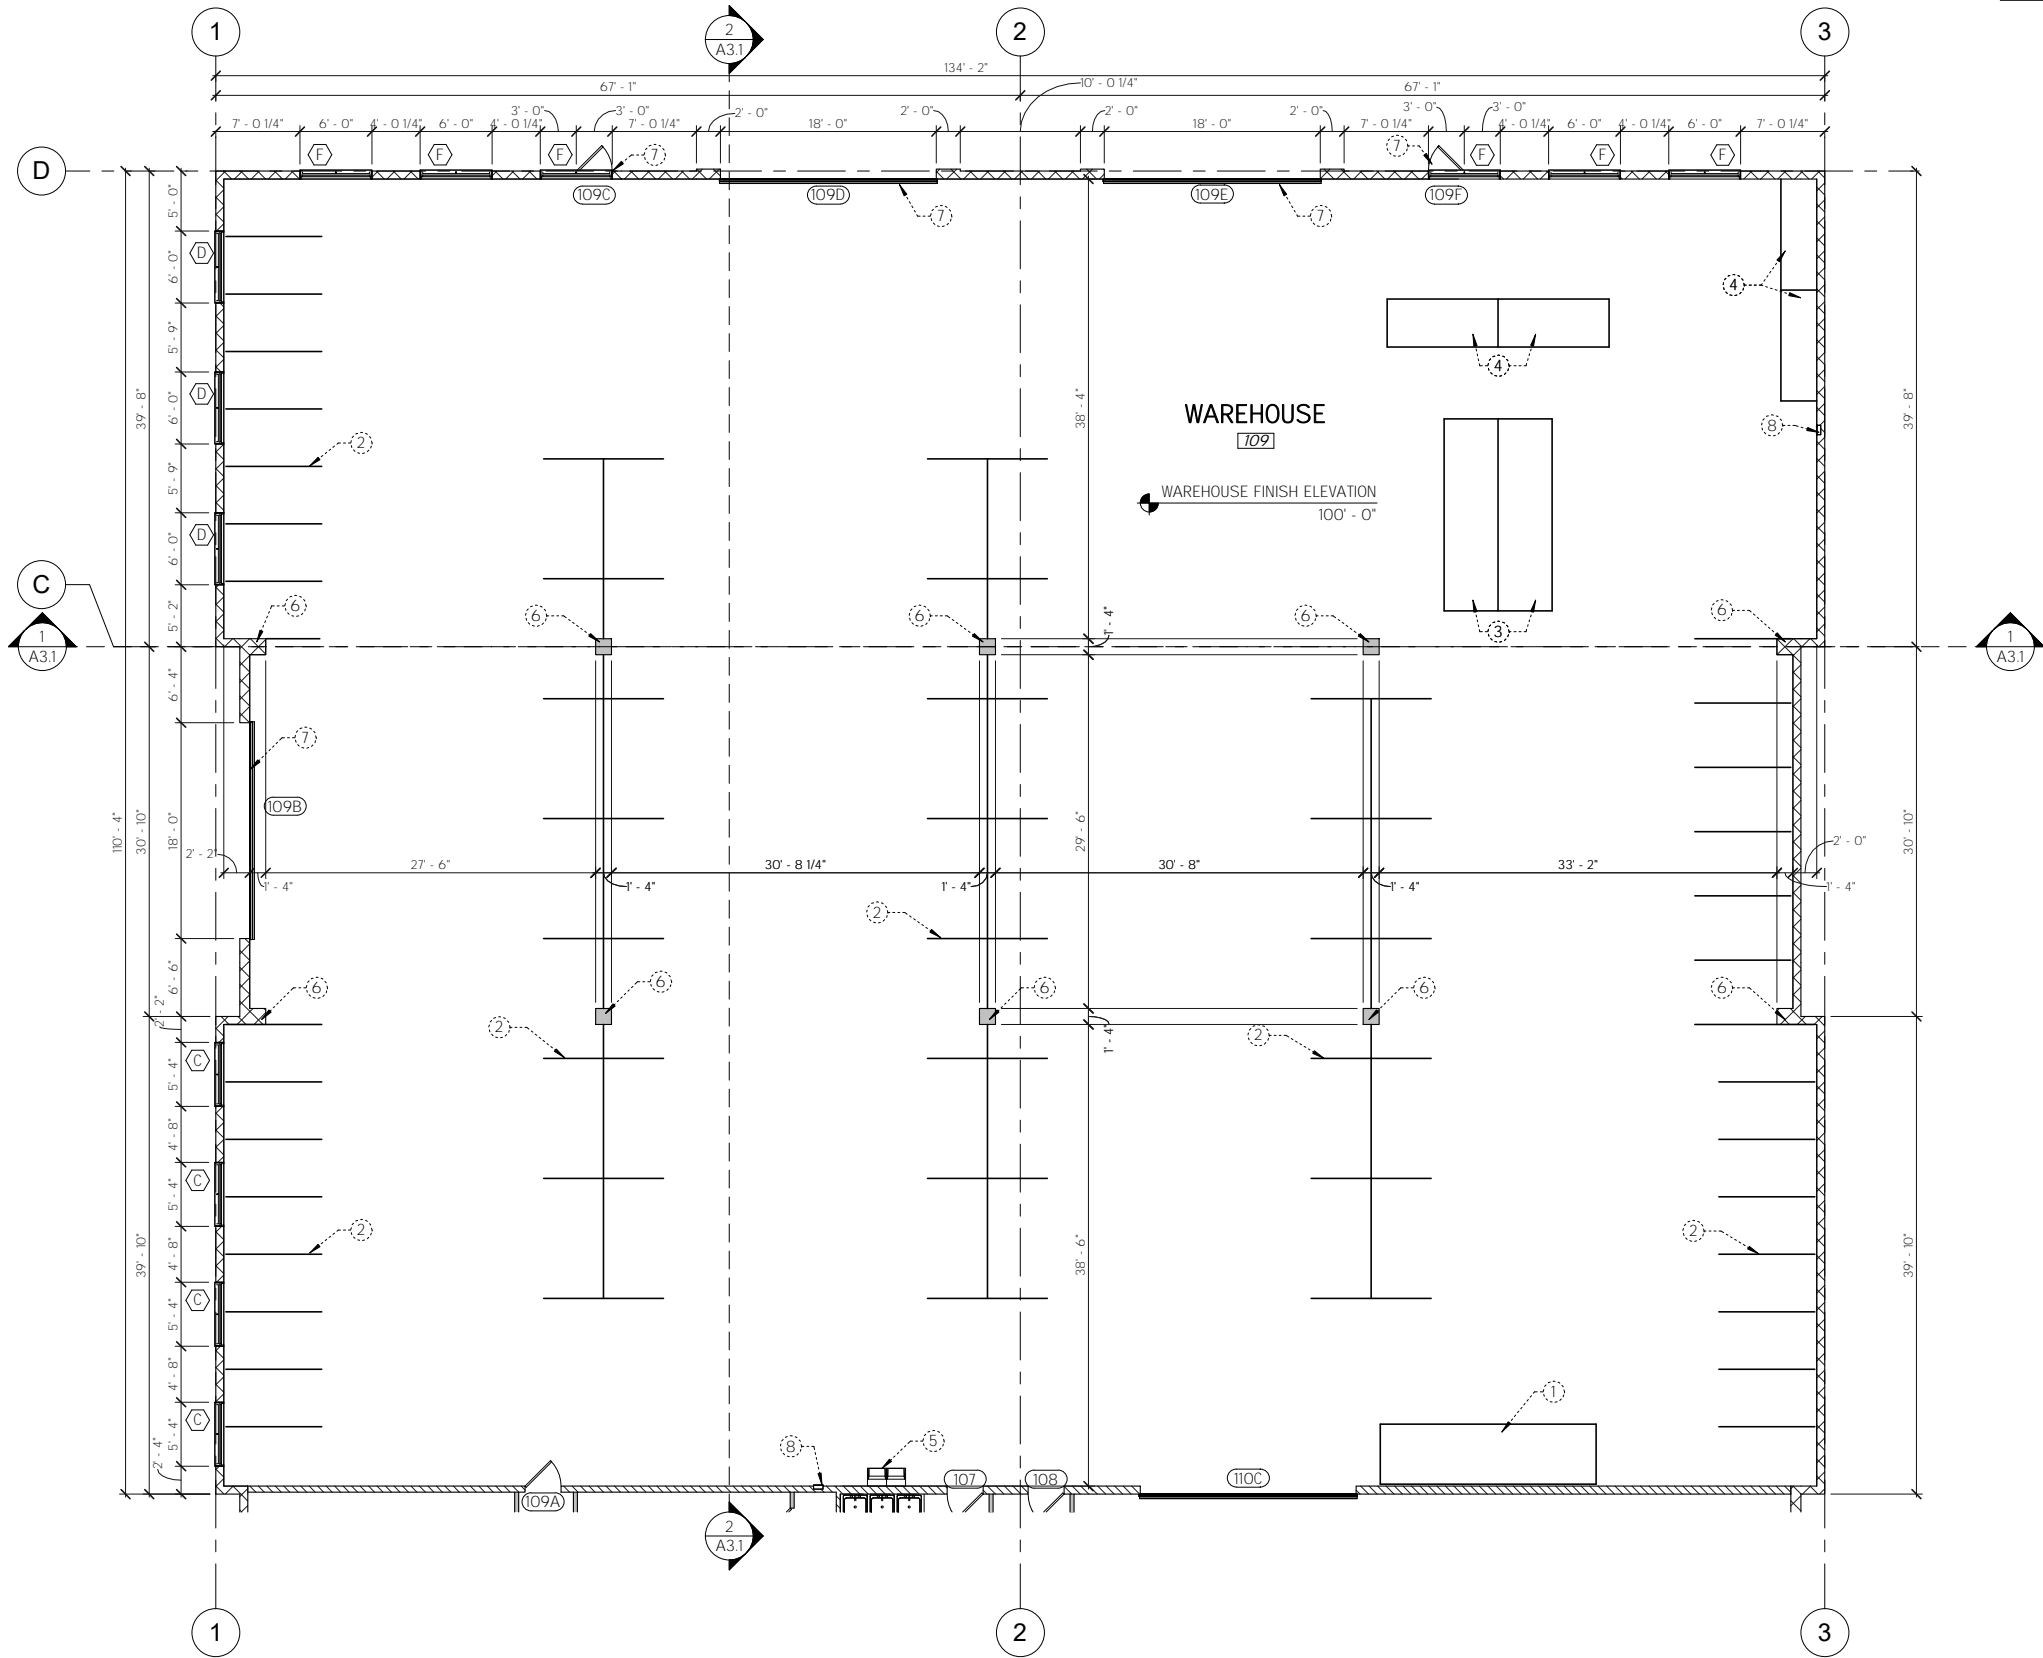 1
2
3
2
A3.1
134' - 2"
67' - 1"
10' - 0 1/4"
67' - 1"
3' - 0"
3' - 0"
2' - 0"
2' - 0"
2' - 0"
2' - 0"
3' - 0"
3' - 0"
7' - 0 1/4"
6' - 0"
4' - 0 1/4"
6' - 0"
4' - 0 1/4"
7' - 0 1/4"
18' - 0"
18' - 0"
7' - 0 1/4"
4' - 0 1/4"
6' - 0"
4' - 0 1/4"
6' - 0"
7' - 0 1/4"
D
F
F
F
7
7
F
F
F
109C
109D
109E
109F
7
7
5' - 0"
D
6' - 0"
4
5' - 9"
4
D
6' - 0"
39' - 8"
38' - 4"
39' - 8"
WAREHOUSE
109
8
2
5' - 9"
WAREHOUSE FINISH ELEVATION
100' - 0"
D
6' - 0"
C
5' - 2"
6
6
6
6
6
1' - 4"
3
1
A3.1
1
A3.1
6' - 4"
7
109B
110' - 4"
30' - 10"
18' - 0"
29' - 6"
30' - 10"
2' - 2"
27' - 6"
30' - 8 1/4"
30' - 8"
33' - 2"
2' - 0"
1' - 4"
1' - 4"
1' - 4"
1' - 4"
1' - 4"
2
6' - 6"
6
6
6
6
6
2' - 2"
2
2
1' - 4"
C
5' - 4"
4' - 8"
C
5' - 4"
2
2
39' - 10"
4' - 8"
38' - 6"
39' - 10"
C
5' - 4"
4' - 8"
1
C
5' - 4"
2' - 4"
8
5
107
108
110C
109A
2
A3.1
1
2
3